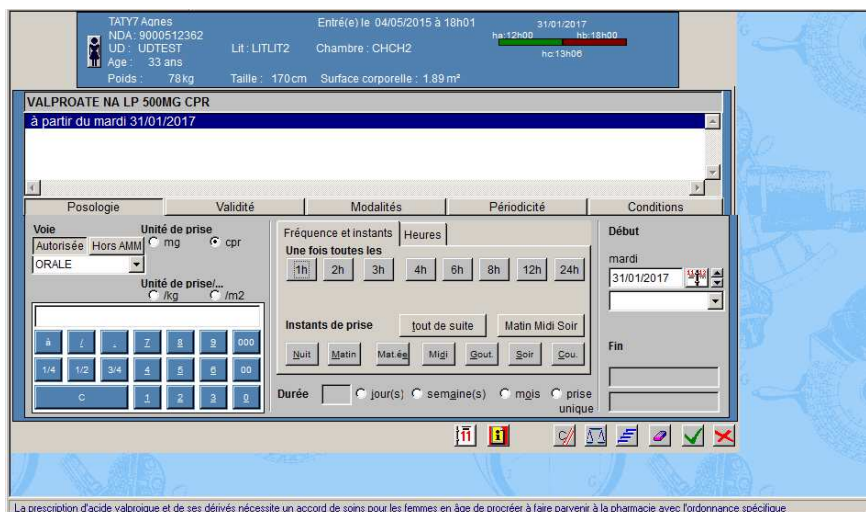 TATY7 Agnes
Entré(e) le 04/05/2015 à 18h01
31/01/2017
NDA: 9000512362
ha:12h00
hb:18h00
UD : UDTEST
Lit : LITLIT2
Chambre : CHCH2
hc:13h06
Age : 33 ans
Poids : 78 kg
Taille : 170 cm
Surface corporelle : 1.89 m²
VALPROATE NA LP 500MG CPR
à partir du mardi 31/01/2017
Posologie
Validité
Modalités
Périodicité
Conditions
Voie
Autorisée
Hors AMM
ORALE
Unité de prise
mg
cpr
Unité de prise/...
/kg
/m2
à
/
.
7
8
9
000
1/4
1/2
3/4
4
5
6
00
C
1
2
3
0
Fréquence et instants
Heures
Une fois toutes les
1h
2h
3h
4h
6h
8h
12h
24h
Instants de prise
tout de suite
Matin Midi Soir
Nuit
Matin
Mat.ée
Midi
Gout.
Soir
Cou.
Durée
jour(s)
semaine(s)
mois
prise unique
Début
mardi
31/01/2017
Fin
11
La prescription d'acide valproique et de ses dérivés nécessite un accord de soins pour les femmes en âge de procréer à faire parvenir à la pharmacie avec l'ordonnance spécifique